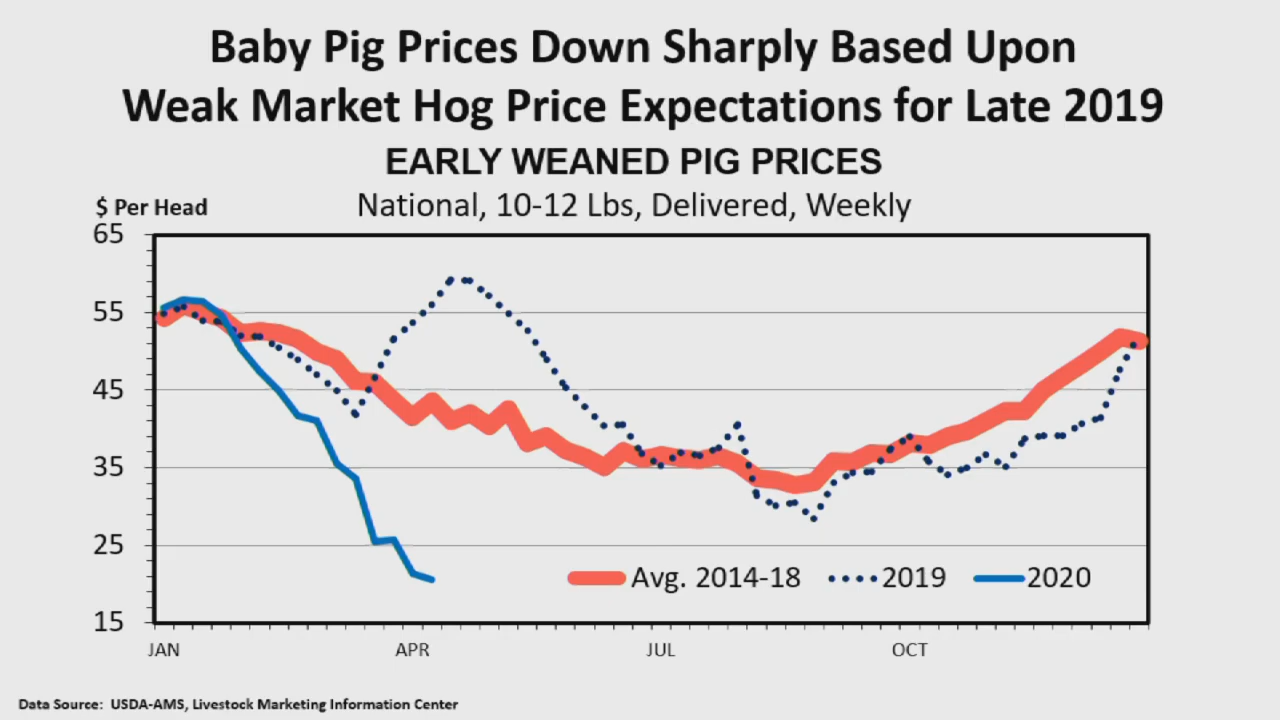 Baby Pig Prices Down Sharply Based Upon
Weak Market Hog Price Expectations for Late 2019
EARLY WEANED PIG PRICES
$ Per Head
National, 10-12 Lbs, Delivered, Weekly
65
55
45
35
25
15
Avg. 2014-18
2019
2020
JAN
APR
JUL
OCT
Data Source: USDA-AMS, Livestock Marketing Information Center